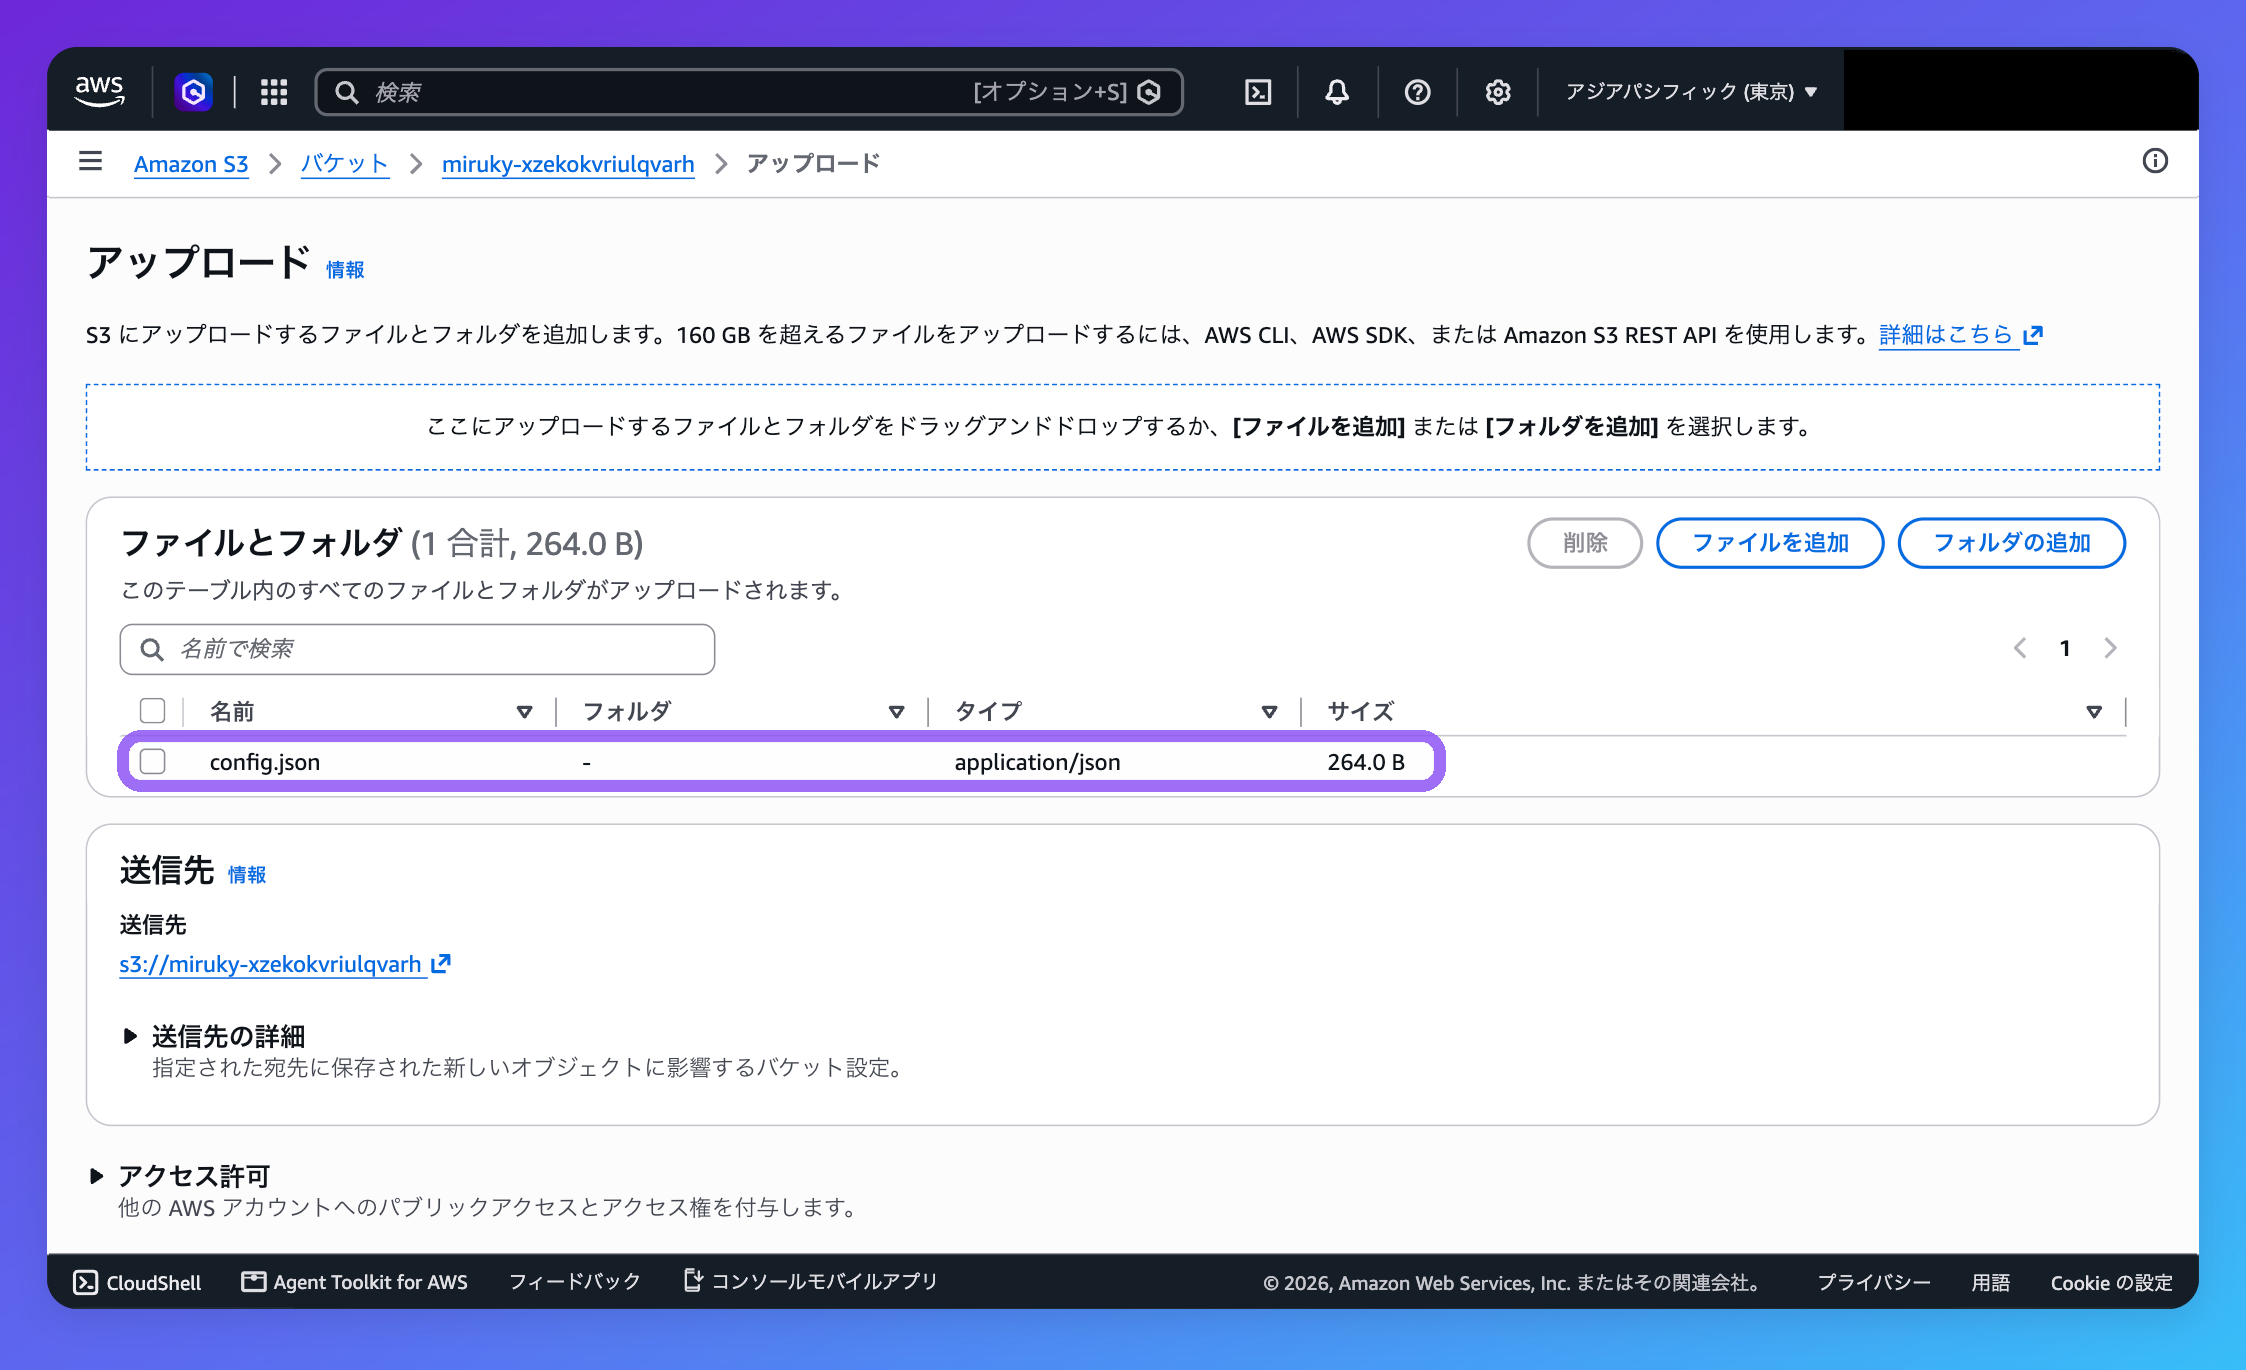 aws
検索 [オプション+S]
アジアパシフィック (東京) ▼
Amazon S3 > バケット > miruky-xzekokvriulqvarh > アップロード
アップロード 情報
S3 にアップロードするファイルとフォルダを追加します。160 GB を超えるファイルをアップロードするには、AWS CLI、AWS SDK、または Amazon S3 REST API を使用します。詳細はこちら
ここにアップロードするファイルとフォルダをドラッグアンドドロップするか、[ファイルを追加] または [フォルダを追加] を選択します。
ファイルとフォルダ (1 合計, 264.0 B)
削除 ファイルを追加 フォルダの追加
このテーブル内のすべてのファイルとフォルダがアップロードされます。
名前で検索
1
名前 フォルダ タイプ サイズ
config.json - application/json 264.0 B
送信先 情報
送信先
s3://miruky-xzekokvriulqvarh
送信先の詳細
指定された宛先に保存された新しいオブジェクトに影響するバケット設定。
アクセス許可
他の AWS アカウントへのパブリックアクセスとアクセス権を付与します。
CloudShell Agent Toolkit for AWS フィードバック コンソールモバイルアプリ © 2026, Amazon Web Services, Inc. またはその関連会社。 プライバシー 用語 Cookie の設定